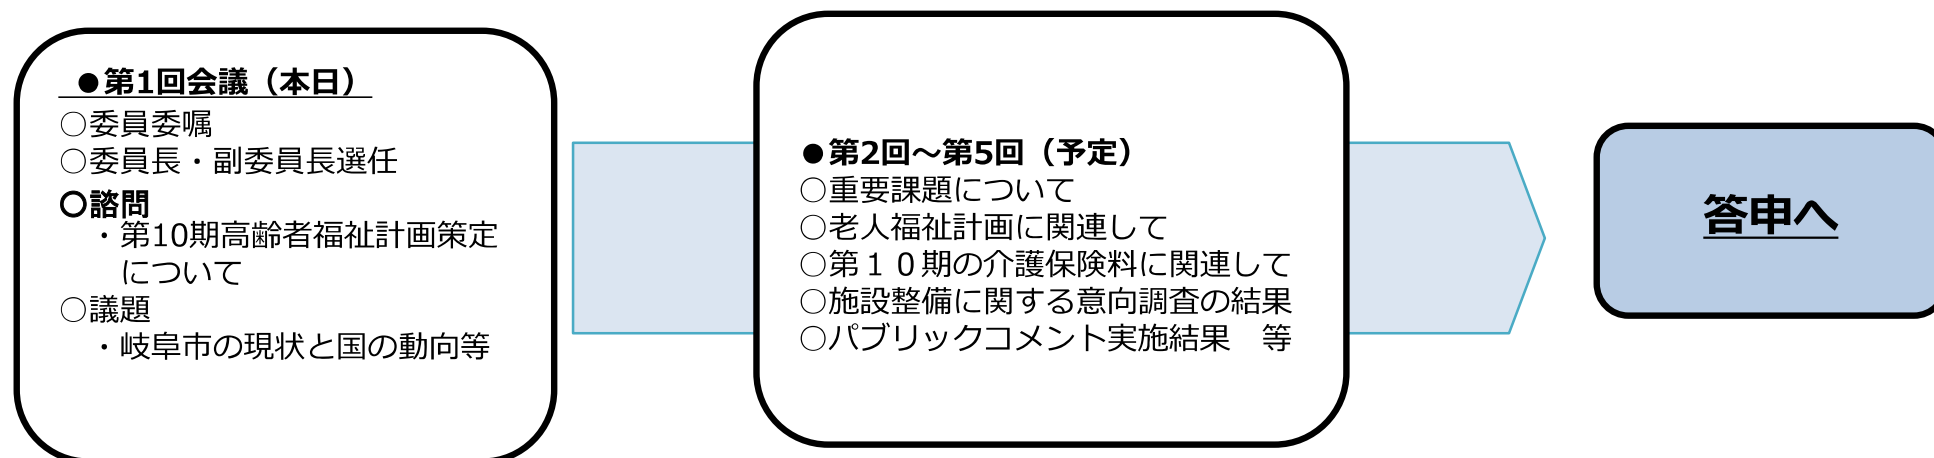 ●第1回会議（本日）
○委員委嘱
○委員長・副委員長選任
○諮問
・第10期高齢者福祉計画策定
について
○議題
・岐阜市の現状と国の動向等
●第2回～第5回（予定）
○重要課題について
○老人福祉計画に関連して
○第１０期の介護保険料に関連して
○施設整備に関する意向調査の結果
○パブリックコメント実施結果　等
答申へ